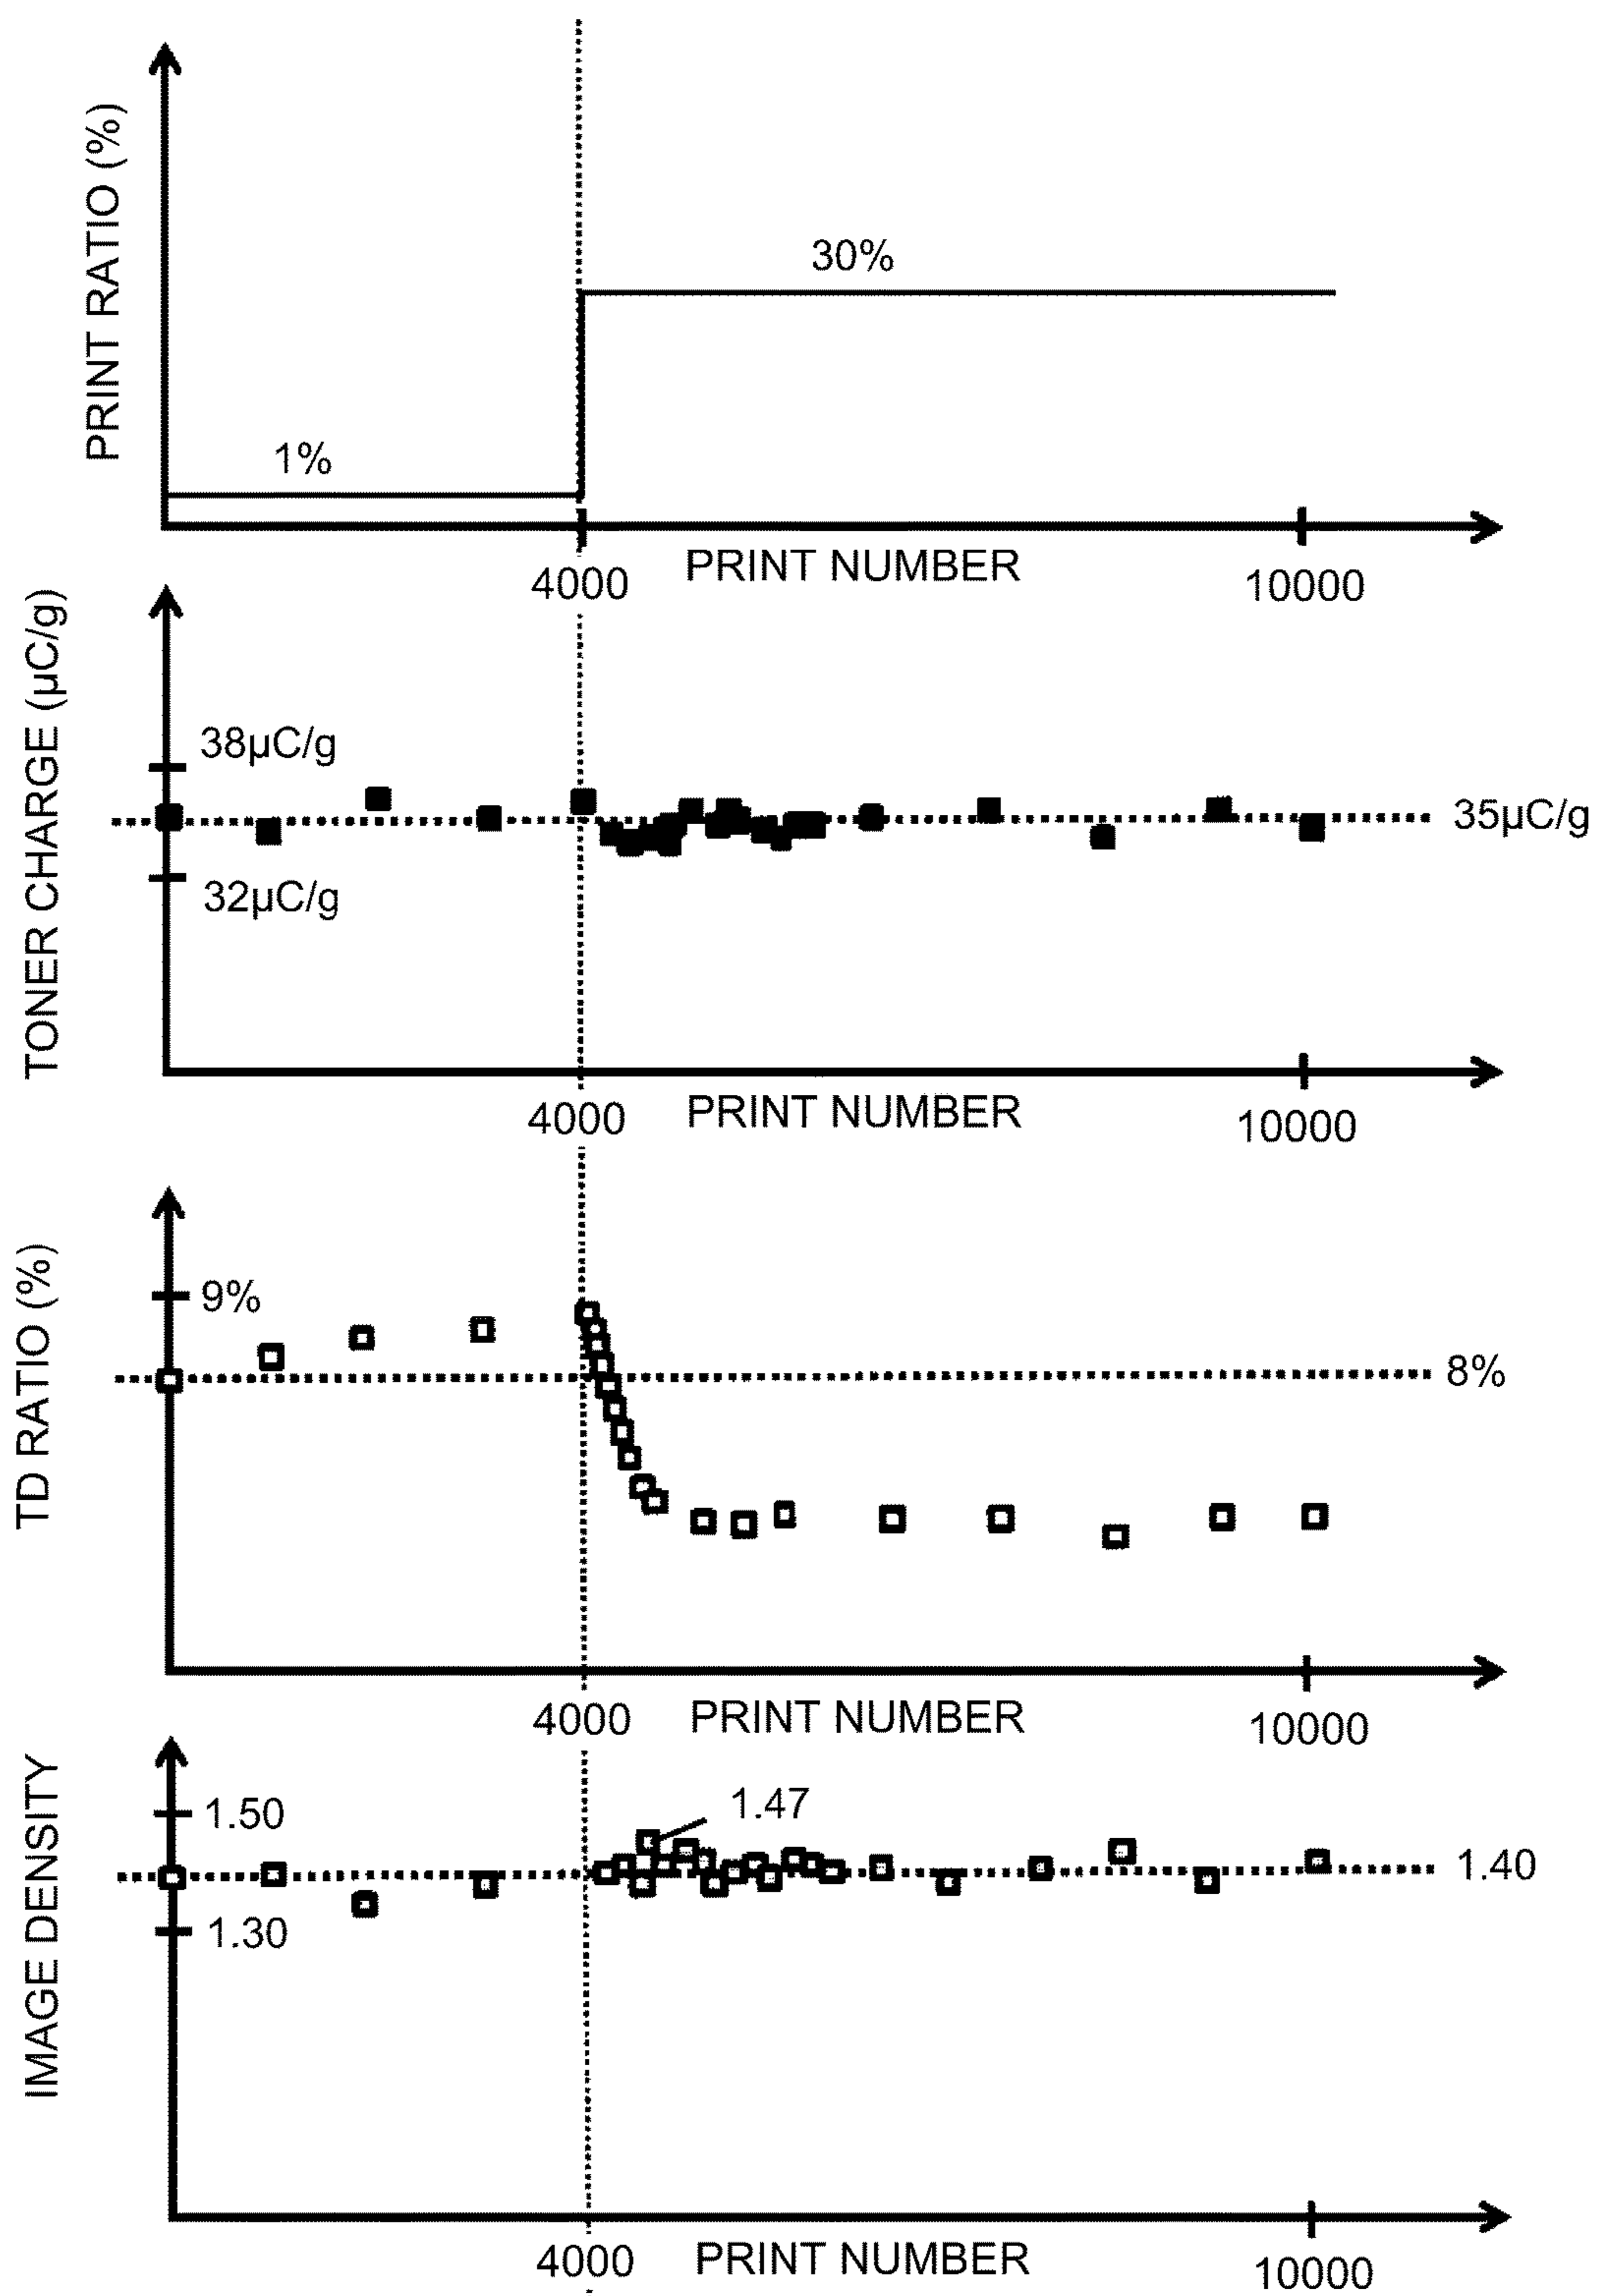 PRINT RATIO (%)
30%
1%
4000
PRINT NUMBER
10000
TONER CHARGE (µC/g)
38µC/g
35µC/g
32µC/g
4000
PRINT NUMBER
10000
TD RATIO (%)
9%
8%
4000
PRINT NUMBER
10000
IMAGE DENSITY
1.50
1.47
1.40
1.30
4000
PRINT NUMBER
10000